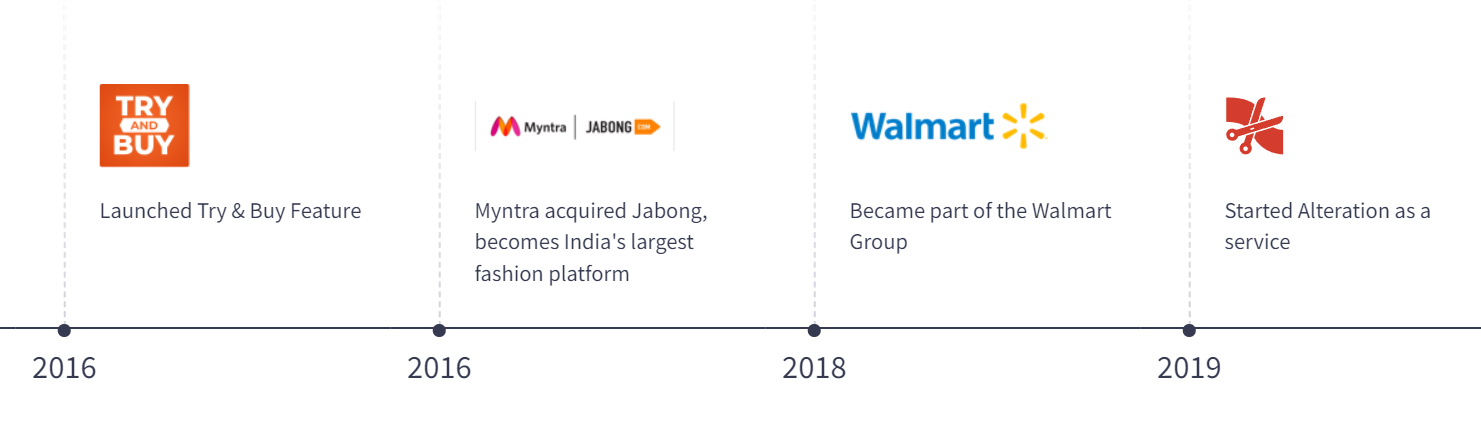 TRY
AND
BUY
Launched Try & Buy Feature
2016
Myntra | JABONG COM
Myntra acquired Jabong,
becomes India's largest
fashion platform
2016
Walmart
Became part of the Walmart
Group
2018
Started Alteration as a
service
2019